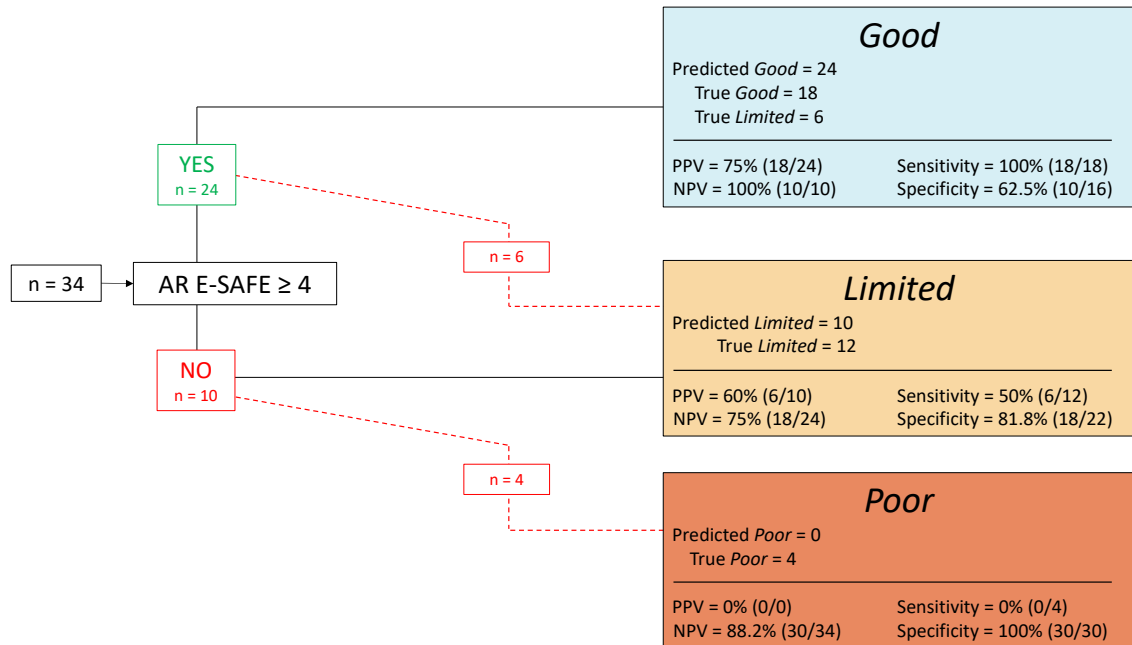 Good
Predicted Good = 24
True Good = 18
True Limited = 6
PPV = 75% (18/24) Sensitivity = 100% (18/18)
NPV = 100% (10/10) Specificity = 62.5% (10/16)
YES
n = 24
n = 6
n = 34
AR E-SAFE ≥ 4
Limited
Predicted Limited = 10
True Limited = 12
PPV = 60% (6/10) Sensitivity = 50% (6/12)
NPV = 75% (18/24) Specificity = 81.8% (18/22)
NO
n = 10
n = 4
Poor
Predicted Poor = 0
True Poor = 4
PPV = 0% (0/0) Sensitivity = 0% (0/4)
NPV = 88.2% (30/34) Specificity = 100% (30/30)